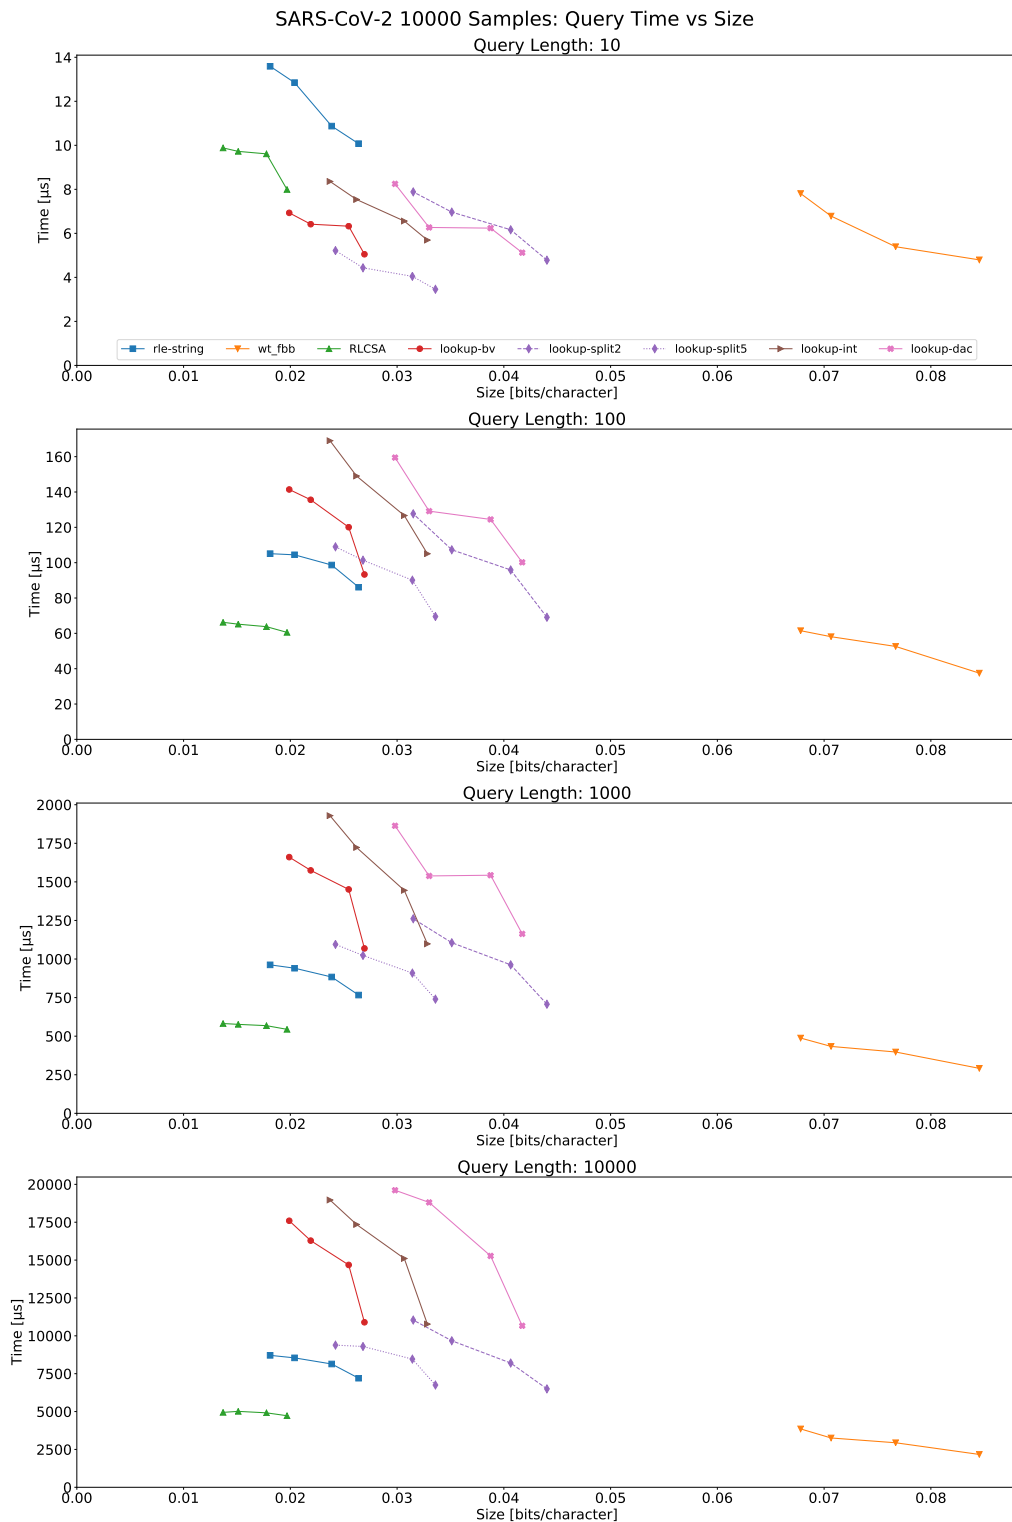 SARS-CoV-2 10000 Samples: Query Time vs Size
Query Length: 10
14
12
10
8
6
4
2
0
Time [µs]
rle-string wt_fbb RLCSA lookup-bv lookup-split2 lookup-split5 lookup-int lookup-dac
0.00 0.01 0.02 0.03 0.04 0.05 0.06 0.07 0.08
Size [bits/character]
Query Length: 100
160
140
120
100
80
60
40
20
0
Time [µs]
0.00 0.01 0.02 0.03 0.04 0.05 0.06 0.07 0.08
Size [bits/character]
Query Length: 1000
2000
1750
1500
1250
1000
750
500
250
0
Time [µs]
0.00 0.01 0.02 0.03 0.04 0.05 0.06 0.07 0.08
Size [bits/character]
Query Length: 10000
20000
17500
15000
12500
10000
7500
5000
2500
0
Time [µs]
0.00 0.01 0.02 0.03 0.04 0.05 0.06 0.07 0.08
Size [bits/character]